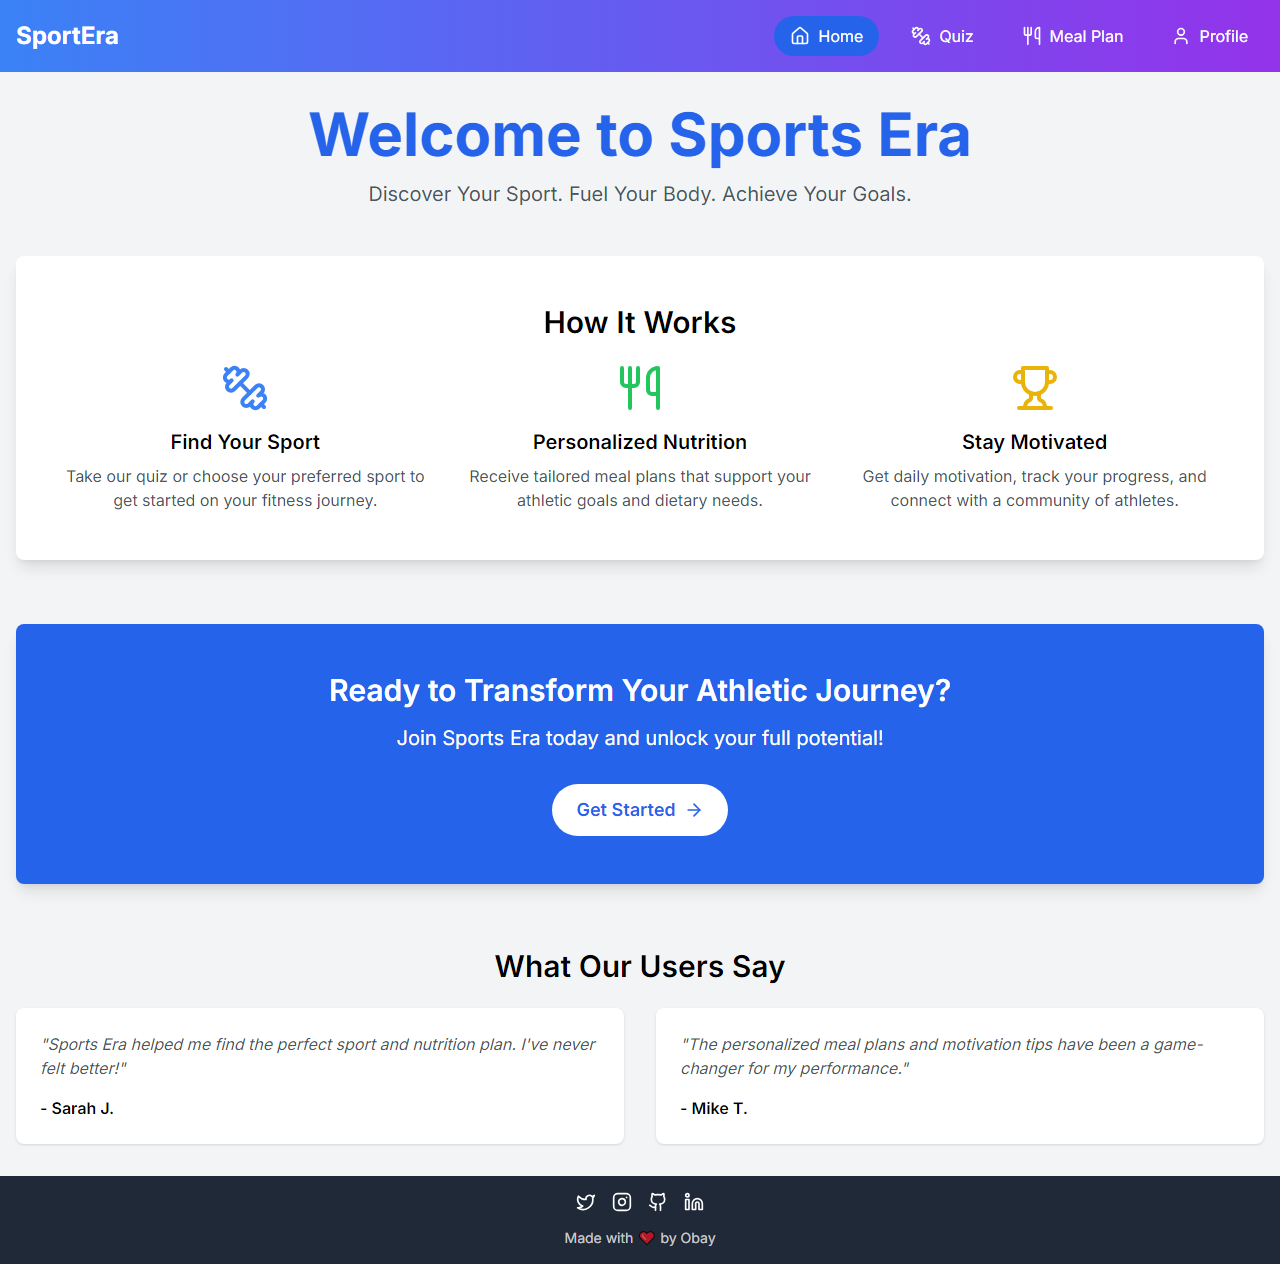 SportEra
Home
Quiz
Meal Plan
Profile
Welcome to Sports Era
Discover Your Sport. Fuel Your Body. Achieve Your Goals.
How It Works
Find Your Sport
Take our quiz or choose your preferred sport to
get started on your fitness journey.
Personalized Nutrition
Receive tailored meal plans that support your
athletic goals and dietary needs.
Stay Motivated
Get daily motivation, track your progress, and
connect with a community of athletes.
Ready to Transform Your Athletic Journey?
Join Sports Era today and unlock your full potential!
Get Started
What Our Users Say
"Sports Era helped me find the perfect sport and nutrition plan. I've never
felt better!"
- Sarah J.
"The personalized meal plans and motivation tips have been a game-
changer for my performance."
- Mike T.
Made with ❤️ by Obay